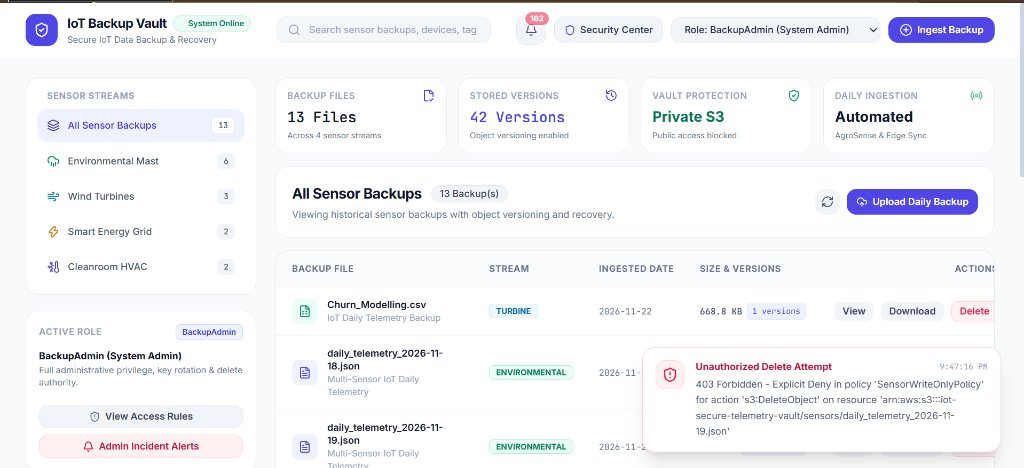 IoT Backup Vault
System Online
Secure IoT Data Backup & Recovery
Search sensor backups, devices, tag
162
Security Center
Role: BackupAdmin (System Admin)
Ingest Backup
SENSOR STREAMS
All Sensor Backups 13
Environmental Mast 6
Wind Turbines 3
Smart Energy Grid 2
Cleanroom HVAC 2
ACTIVE ROLE BackupAdmin
BackupAdmin (System Admin)
Full administrative privilege, key rotation & delete
authority.
View Access Rules
Admin Incident Alerts
BACKUP FILES
13 Files
Across 4 sensor streams
STORED VERSIONS
42 Versions
Object versioning enabled
VAULT PROTECTION
Private S3
Public access blocked
DAILY INGESTION
Automated
AgroSense & Edge Sync
All Sensor Backups 13 Backup(s)
Viewing historical sensor backups with object versioning and recovery.
Upload Daily Backup
BACKUP FILE STREAM INGESTED DATE SIZE & VERSIONS ACTIONS
Churn_Modelling.csv
IoT Daily Telemetry Backup
TURBINE 2026-11-22 668.8 KB 1 versions View Download Delete
daily_telemetry_2026-11-
18.json
Multi-Sensor IoT Daily
Telemetry
ENVIRONMENTAL 2026-11-
daily_telemetry_2026-11-
19.json
Multi-Sensor IoT Daily
Telemetry
ENVIRONMENTAL 2026-11-2
Unauthorized Delete Attempt 9:47:16 PM
403 Forbidden - Explicit Deny in policy 'SensorWriteOnlyPolicy'
for action 's3:DeleteObject' on resource 'arn:aws:s3:::iot-
secure-telemetry-vault/sensors/daily_telemetry_2026-11-
19.json'